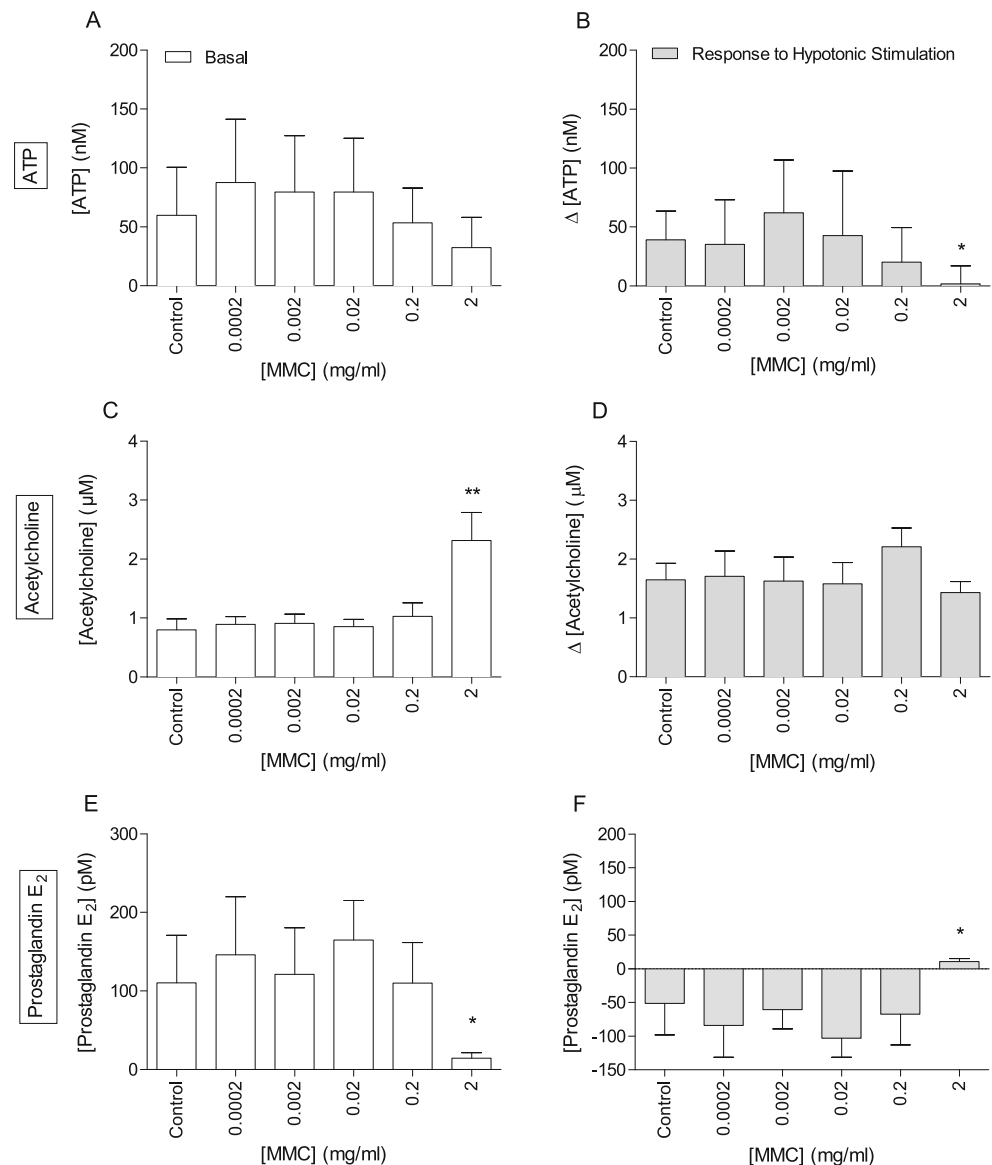 A
Basal
ATP
[ATP] (nM)
200
150
100
50
0
Control
0.0002
0.002
0.02
0.2
2
[MMC] (mg/ml)
B
Response to Hypotonic Stimulation
Δ [ATP] (nM)
200
150
100
50
0
*
Control
0.0002
0.002
0.02
0.2
2
[MMC] (mg/ml)
C
Acetylcholine
[Acetylcholine] (μM)
4
3
2
1
0
**
Control
0.0002
0.002
0.02
0.2
2
[MMC] (mg/ml)
D
Δ [Acetylcholine] (μM)
4
3
2
1
0
Control
0.0002
0.002
0.02
0.2
2
[MMC] (mg/ml)
E
Prostaglandin E₂
[Prostaglandin E₂] (pM)
300
200
100
0
*
Control
0.0002
0.002
0.02
0.2
2
[MMC] (mg/ml)
F
[Prostaglandin E₂] (pM)
200
150
100
50
0
-50
-100
-150
*
Control
0.0002
0.002
0.02
0.2
2
[MMC] (mg/ml)